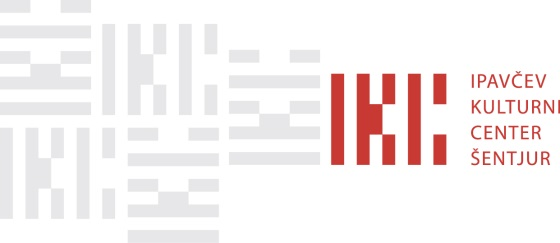 IKC
IPAVČEV
KULTURNI
CENTER
ŠENTJUR